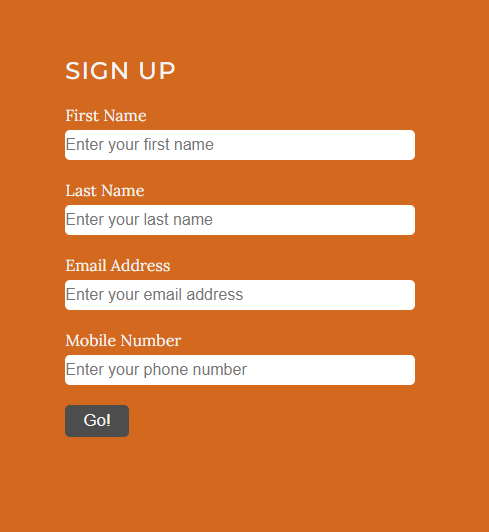 SIGN UP
First Name
Enter your first name
Last Name
Enter your last name
Email Address
Enter your email address
Mobile Number
Enter your phone number
Go!